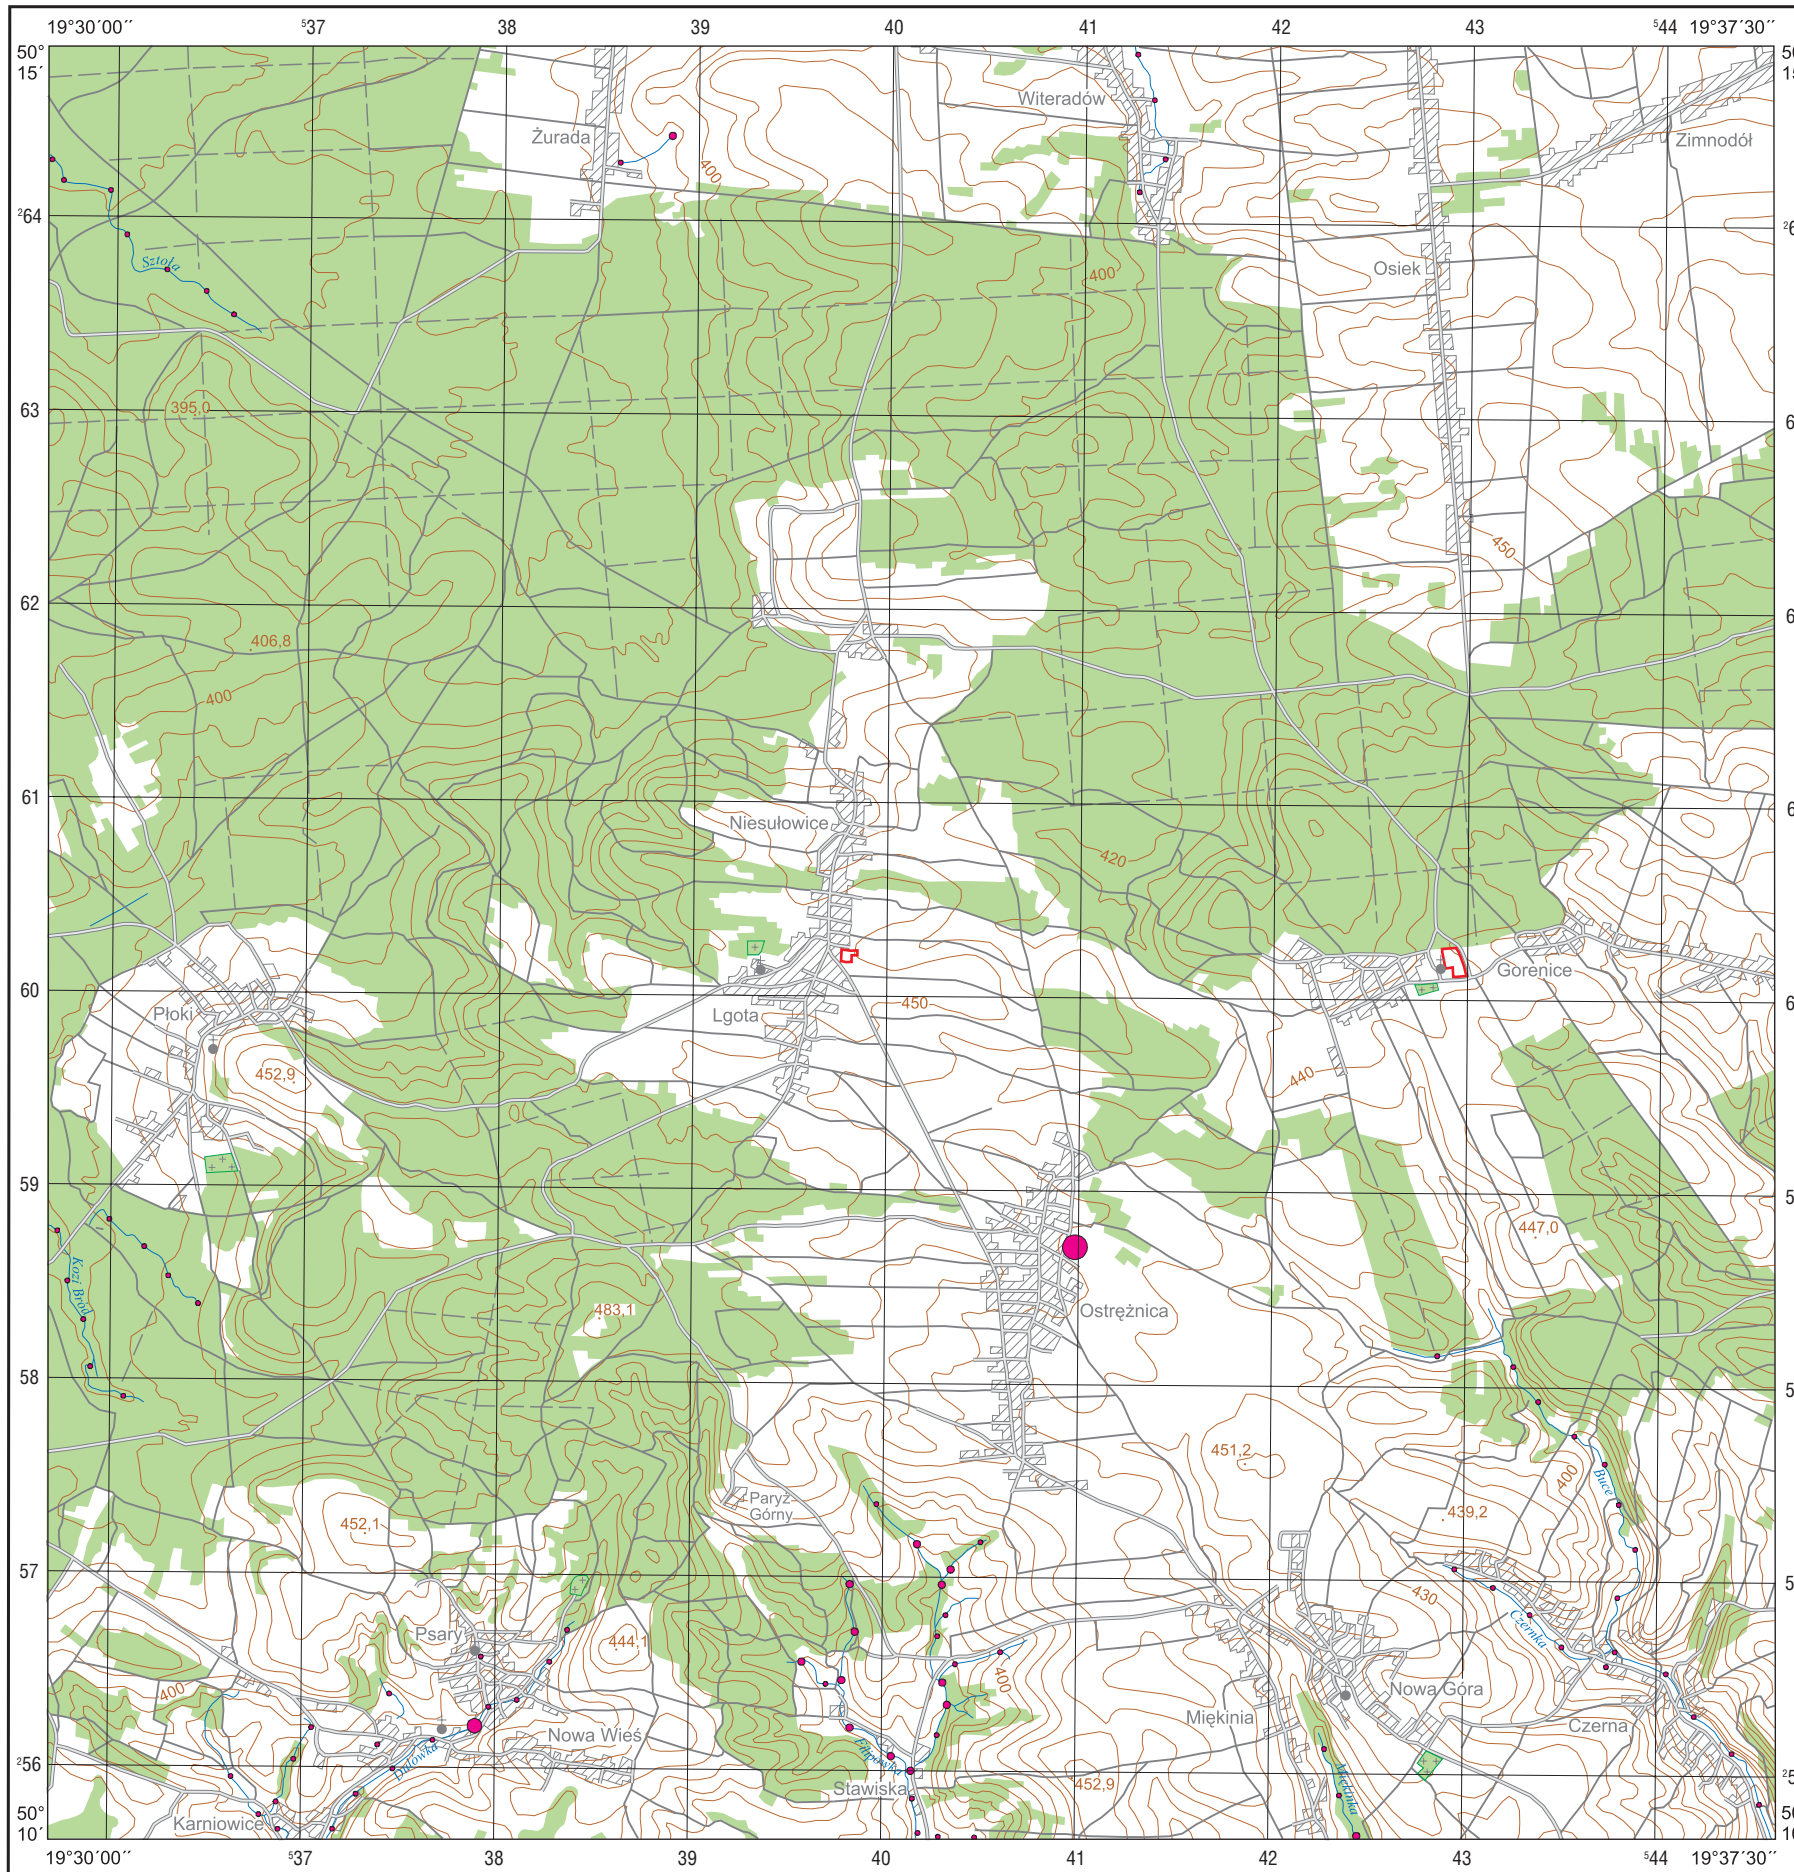 19°30´00´´ ⁵37 38 39 40 41 42 43 ⁵44 19°37´30´´
50°
15´
Witeradów
Żurada
Zimnodół
400
²64
Sztoła
Osiek
400
63
395,0
450
62
406,8
400
61
Niesułowice
420
60
Płoki
Lgota
450
Gorenice
452,9
440
59
447,0
Kozi Bród
483,1
Ostrężnica
58
451,2
400
Buce
Paryż
Górny
452,1
439,2
57
430
Psary
444,1
Czernka
400
400
Nowa Góra
Miękinia
Czerna
Nowa Wieś
²56
Dulówka
Filipówka
Stawiska
452,9
Miękinka
Karniowice
50°
10´
19°30´00´´ ⁵37 38 39 40 41 42 43 ⁵44 19°37´30´´